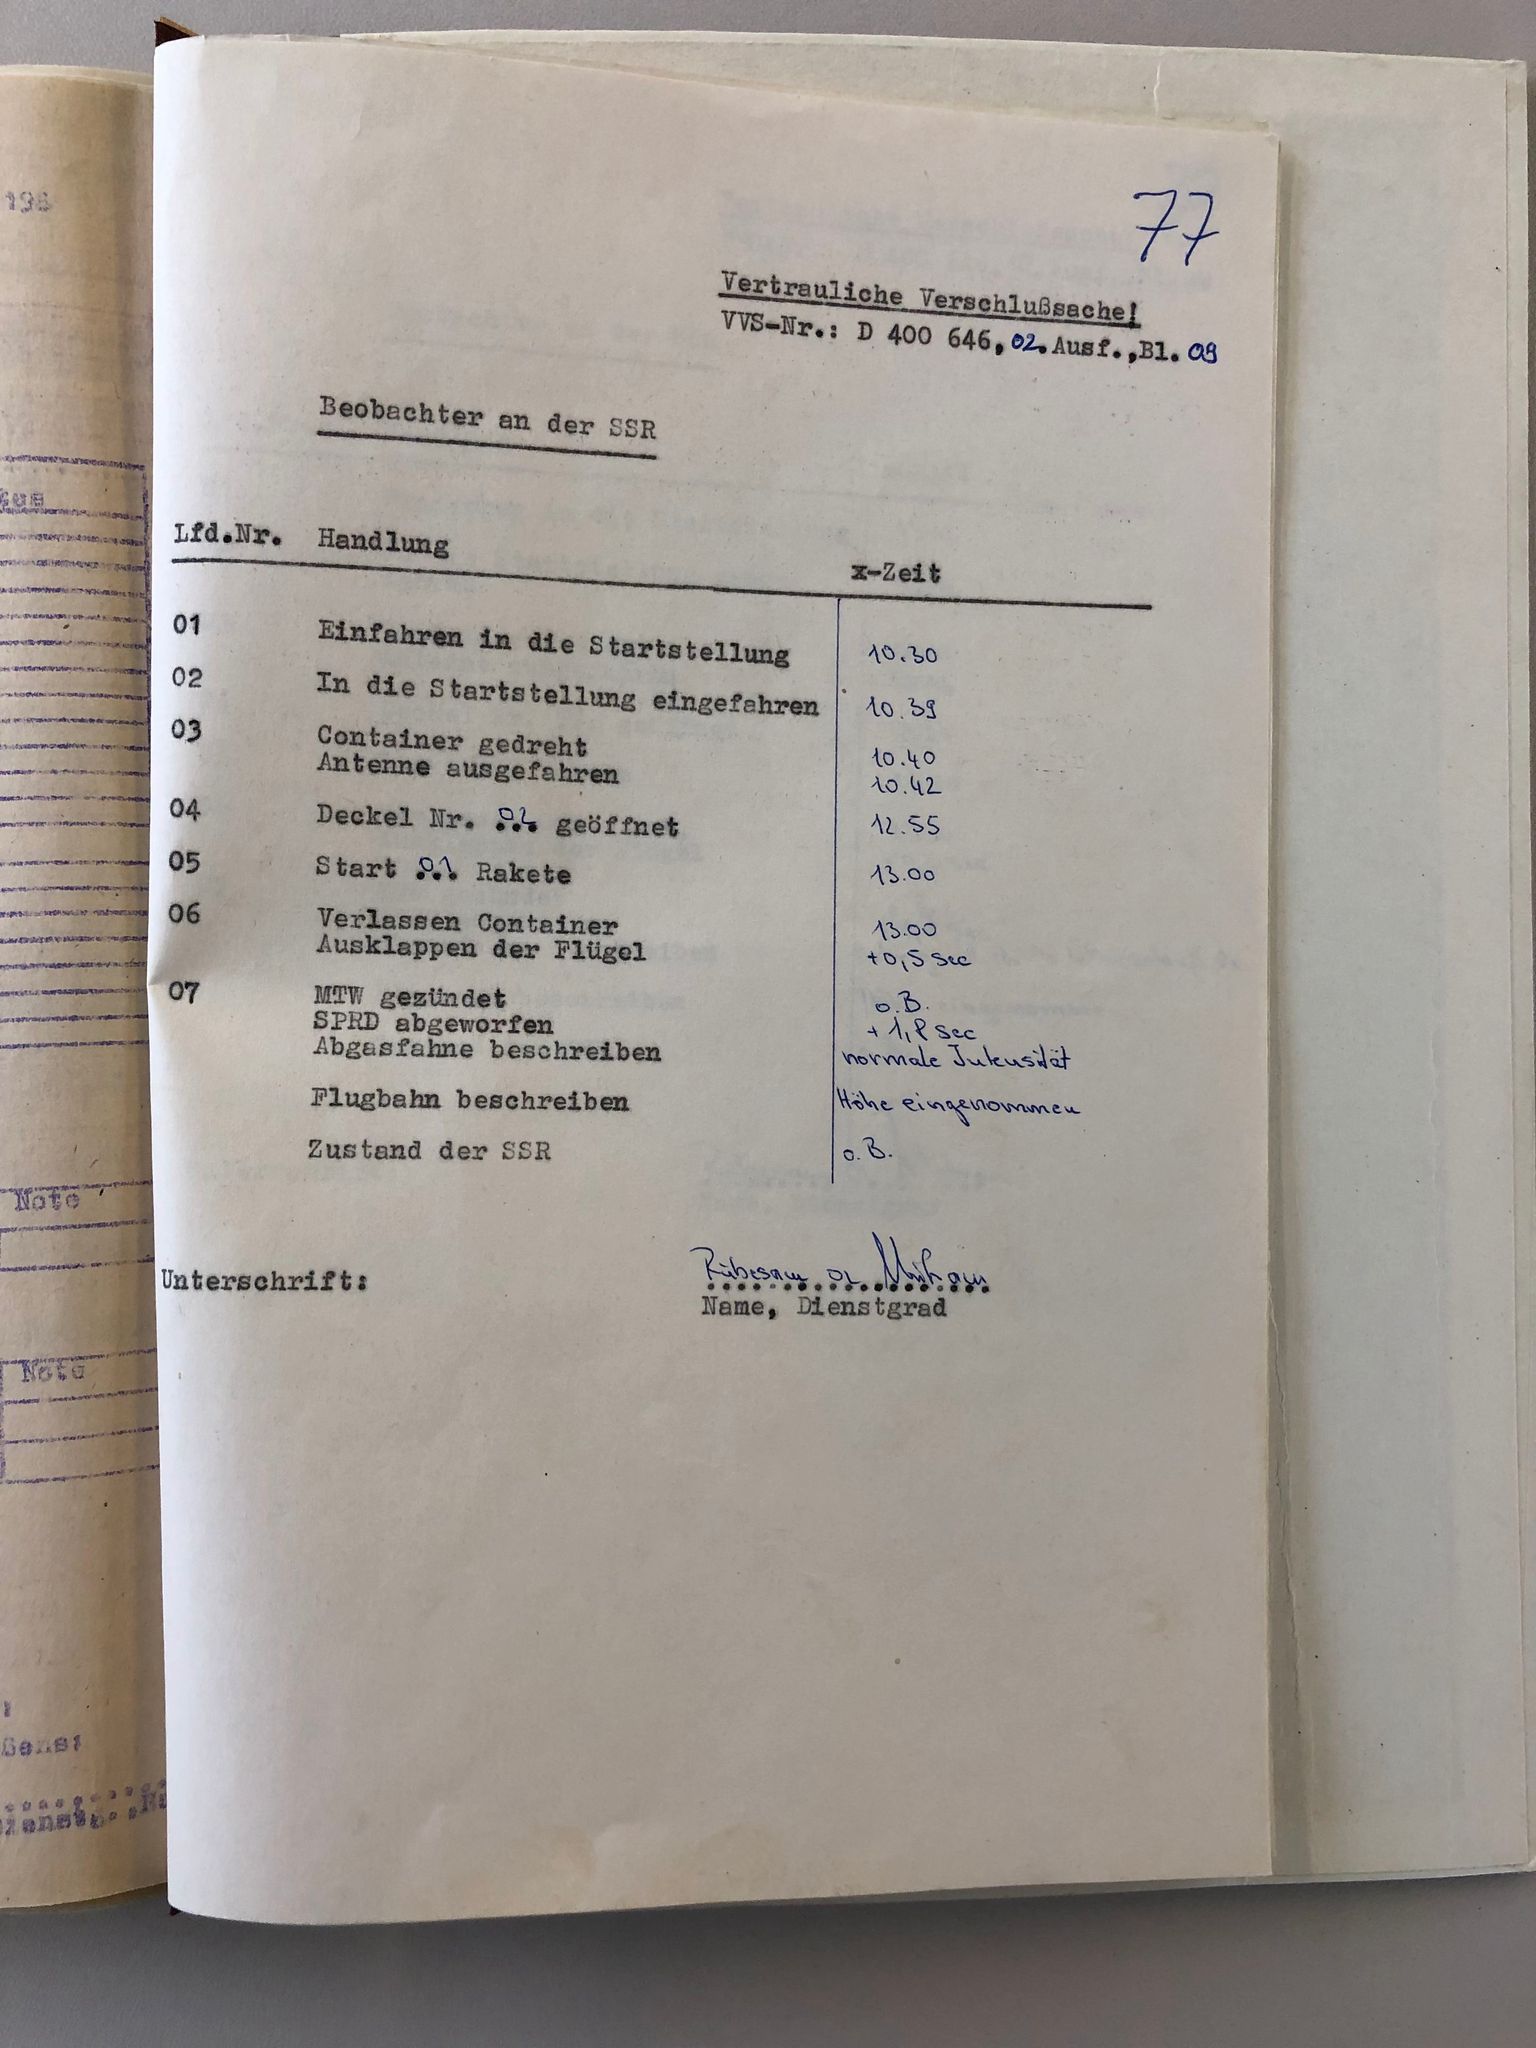 198
77
Vertrauliche Verschlußsache!
VVS-Nr.: D 400 646, 02. Ausf., Bl. 09
Beobachter an der SSR
Lfd.Nr. Handlung x-Zeit
01 Einfahren in die Startstellung 10.30
02 In die Startstellung eingefahren 10.39
03 Container gedreht 10.40
Antenne ausgefahren 10.42
04 Deckel Nr. 02 geöffnet 12.55
05 Start 01. Rakete 13.00
06 Verlassen Container 13.00
Ausklappen der Flügel +0,5 sec
07 MTW gezündet o.B.
SPRD abgeworfen +1,8 sec
Abgasfahne beschreiben normale Intensität
Flugbahn beschreiben Höhe eingenommen
Zustand der SSR o.B.
Note
Unterschrift: Rübesam
Name, Dienstgrad
Note